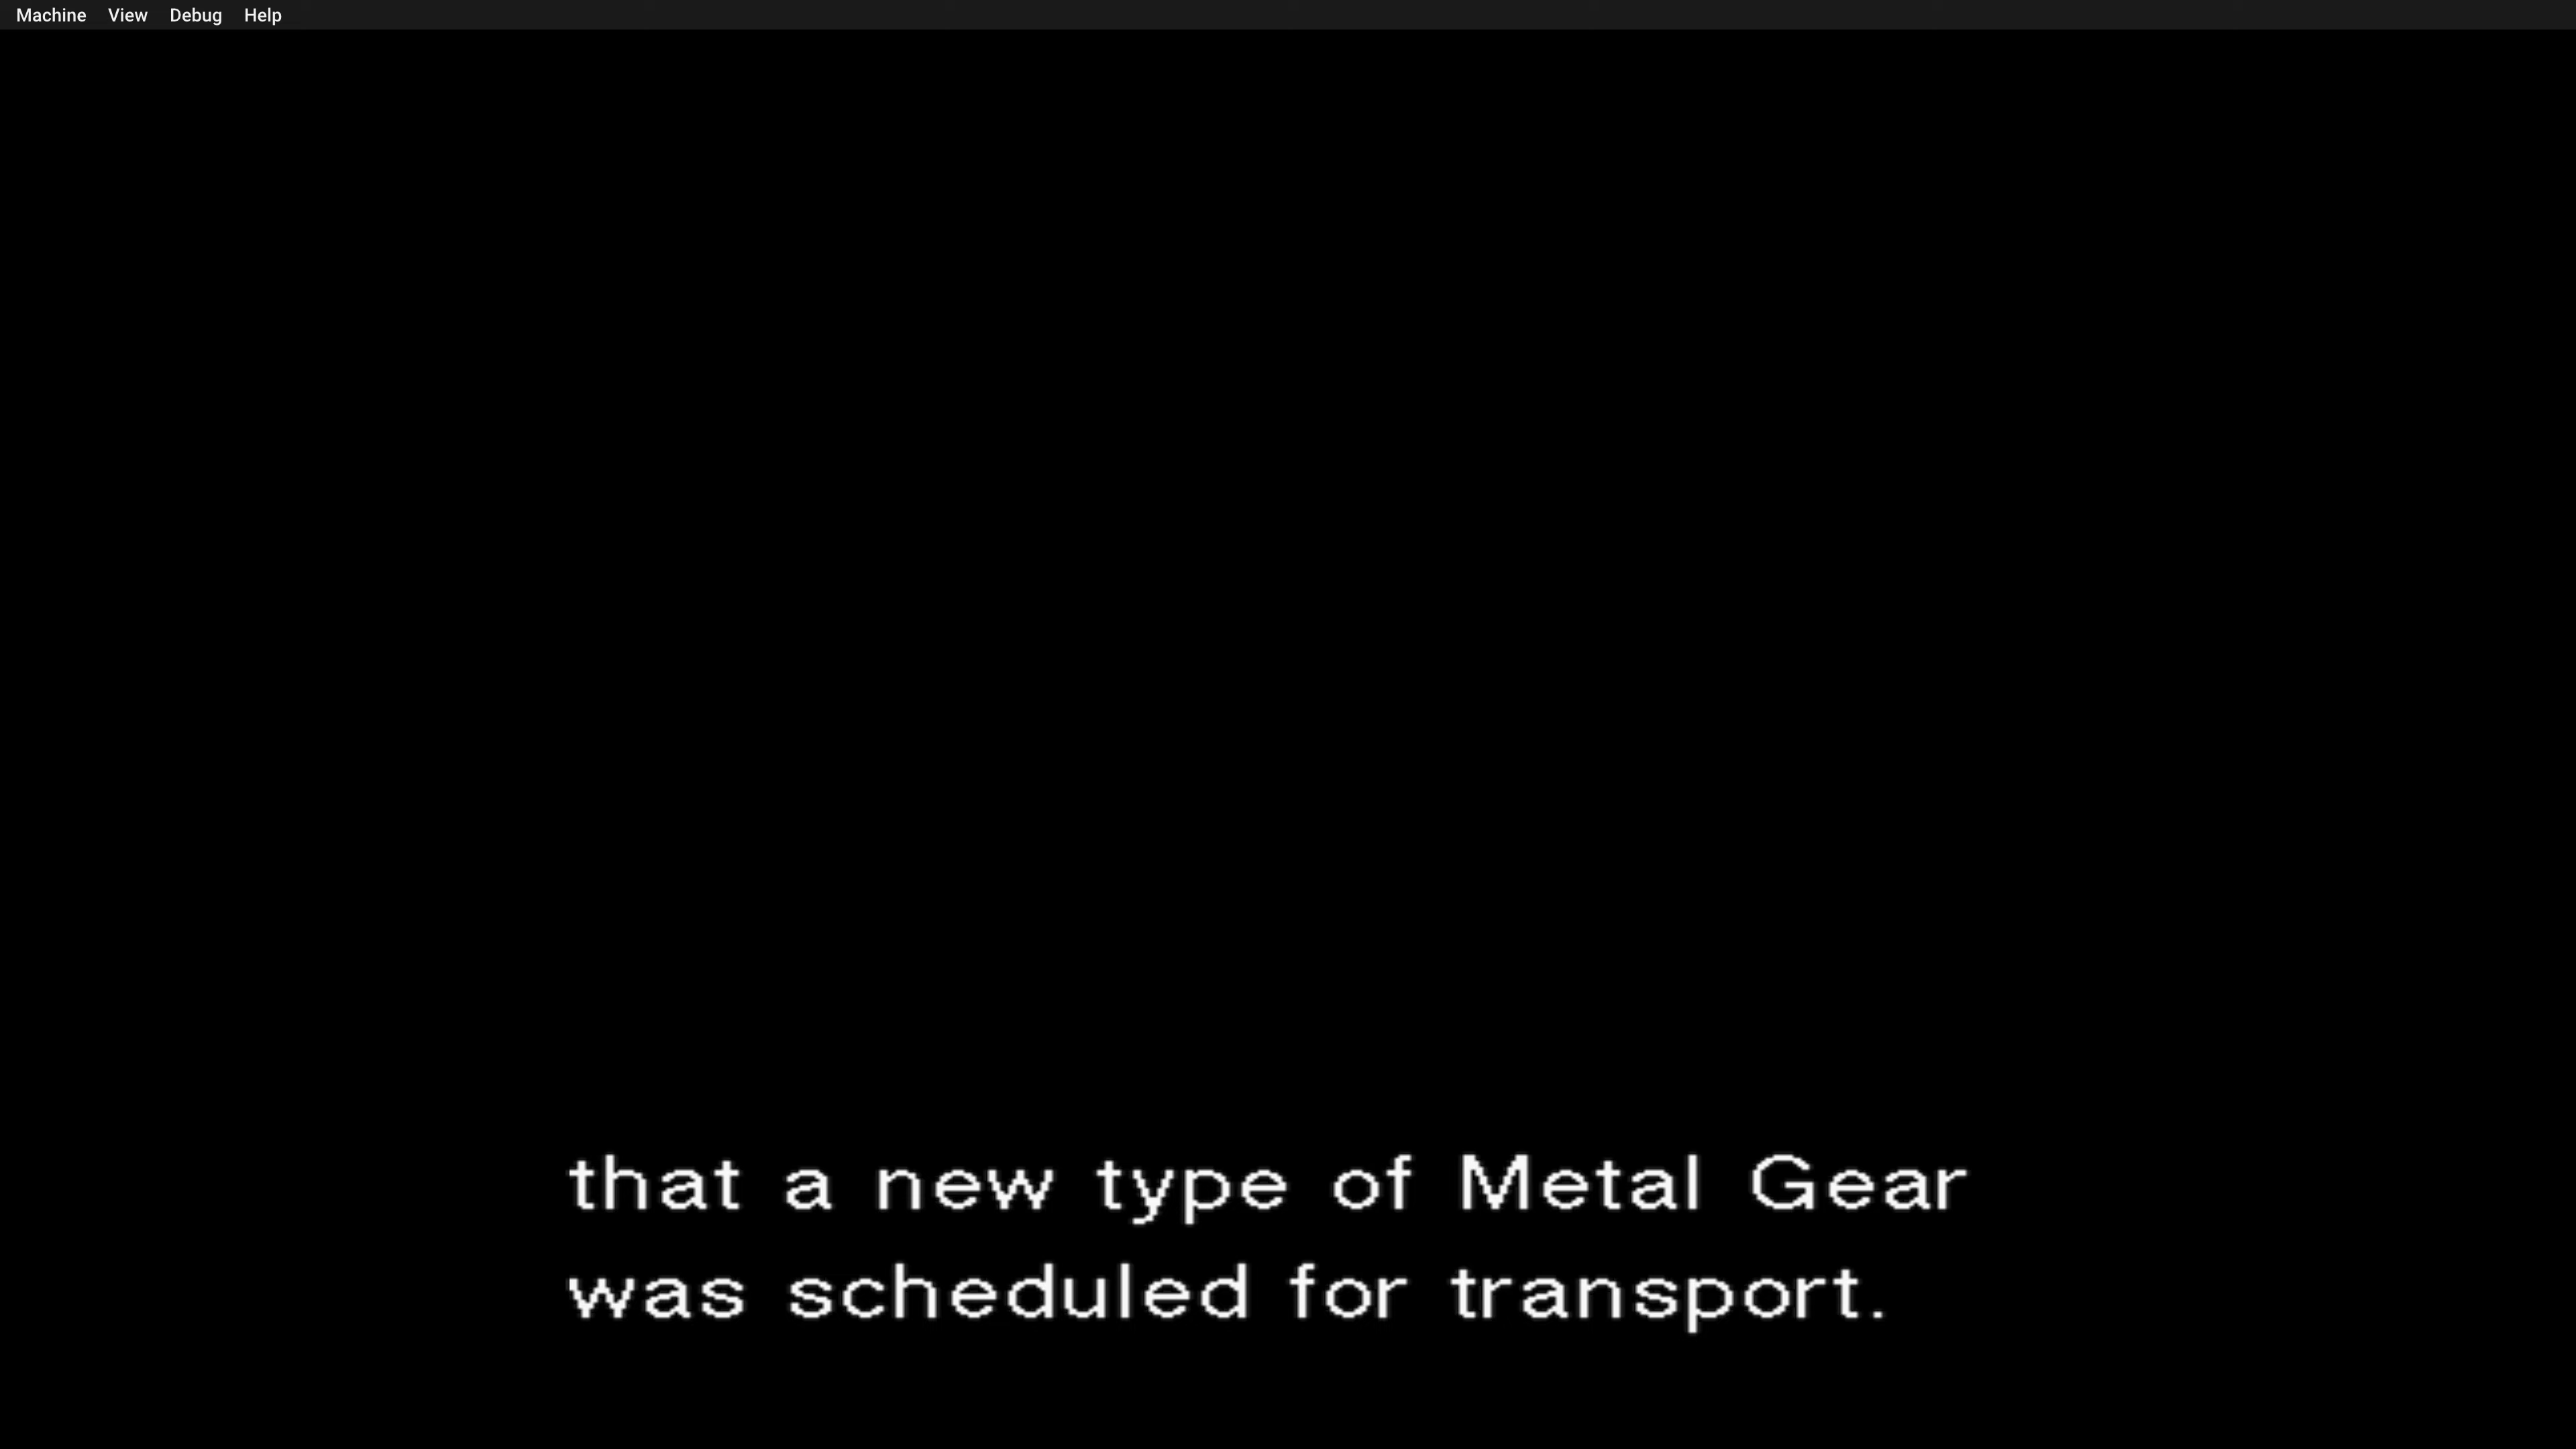 Machine View Debug Help
that a new type of Metal Gear
was scheduled for transport.